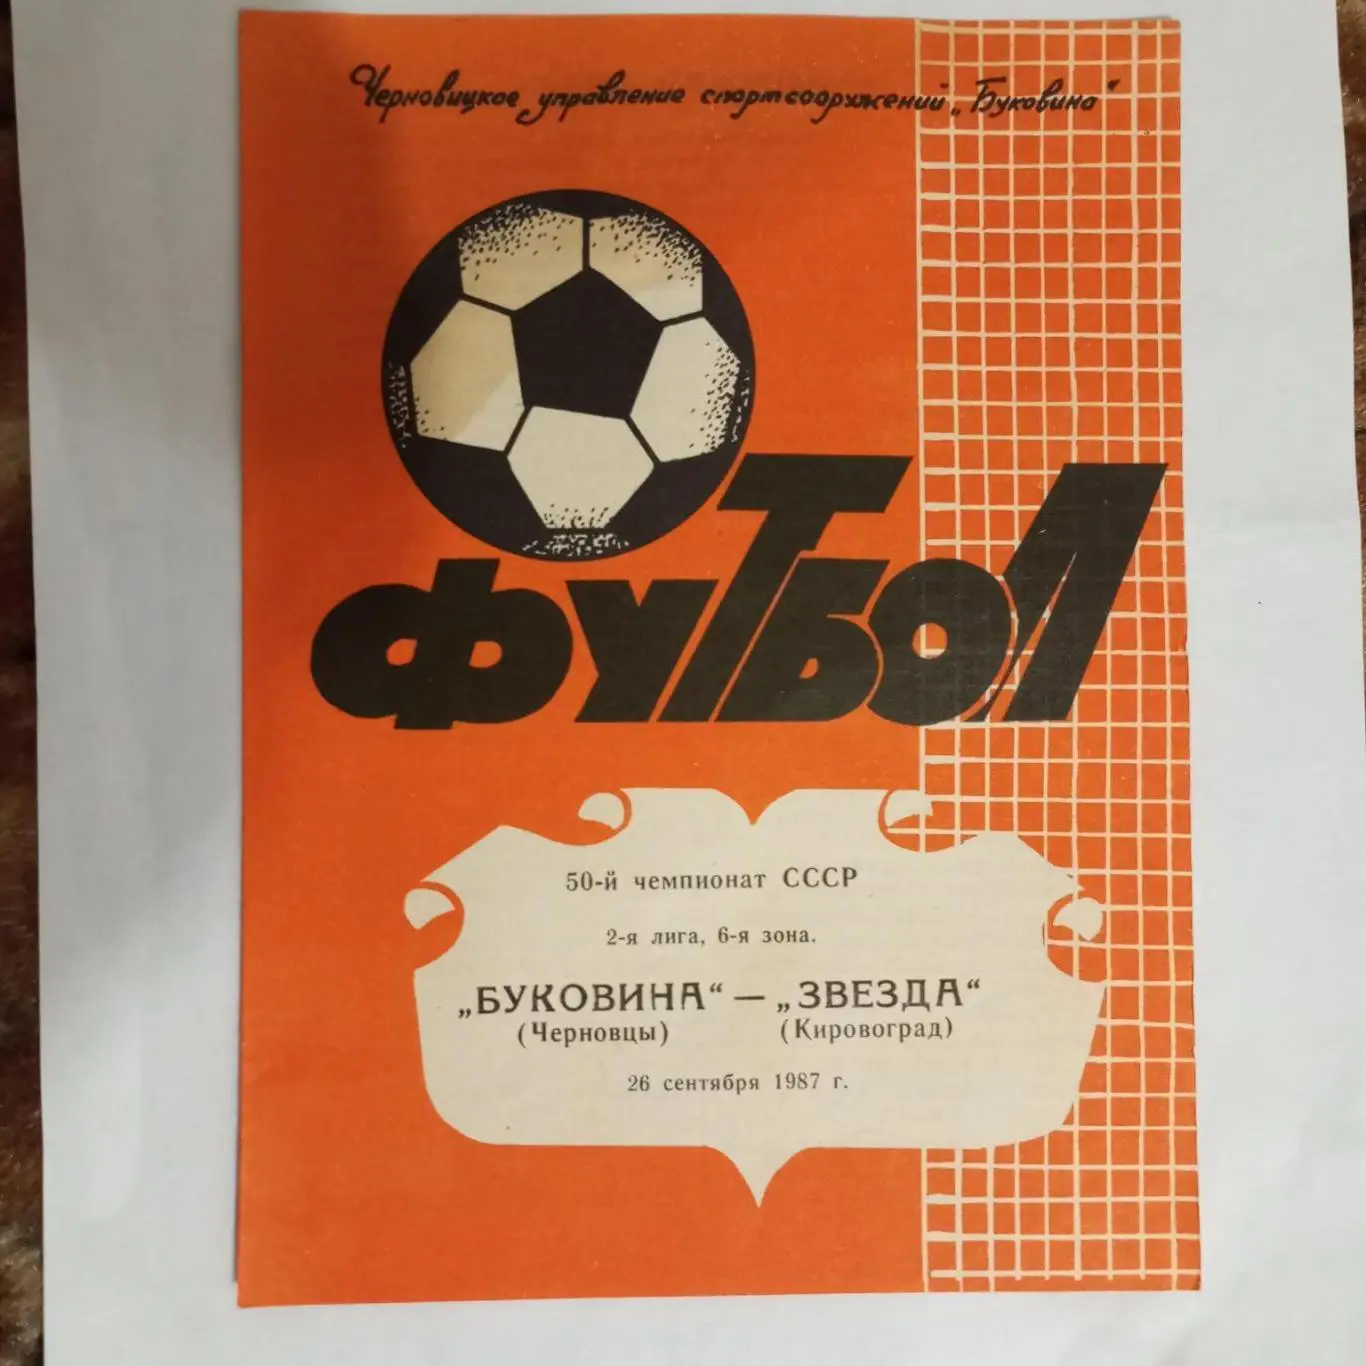 Черновицкое управление спортсооружений „Буковина“
ФУТБОЛ
50-й чемпионат СССР
2-я лига, 6-я зона.
„БУКОВИНА“ — „ЗВЕЗДА“
(Черновцы) (Кировоград)
26 сентября 1987 г.